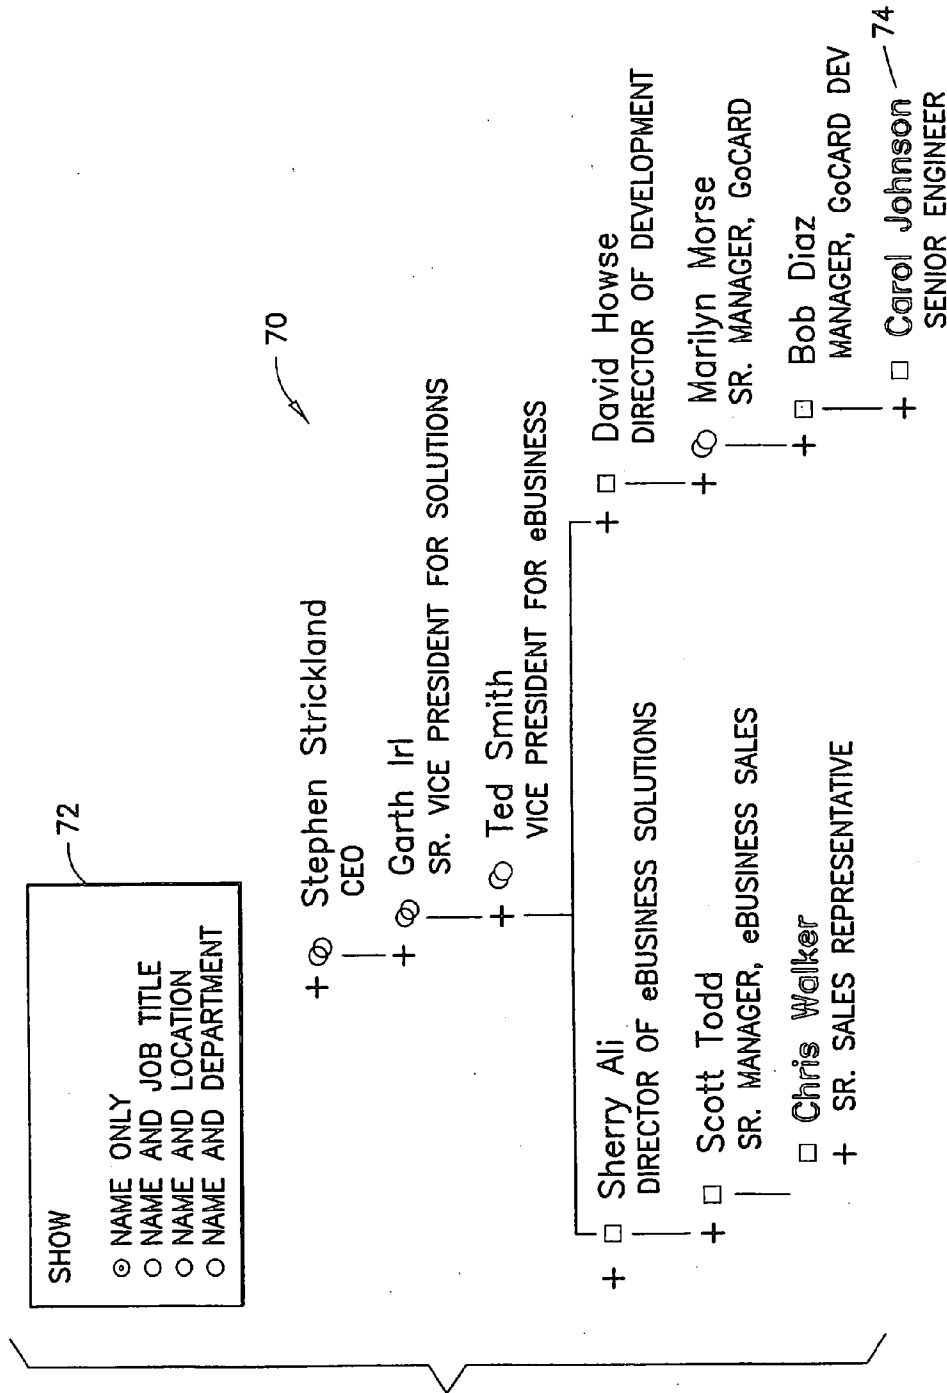 SHOW
NAME ONLY
NAME AND JOB TITLE
NAME AND LOCATION
NAME AND DEPARTMENT
72
70
+ Stephen Strickland
CEO
+ Garth Irl
SR. VICE PRESIDENT FOR SOLUTIONS
+ Ted Smith
VICE PRESIDENT FOR eBUSINESS
+ Sherry Ali
DIRECTOR OF eBUSINESS SOLUTIONS
+ Scott Todd
SR. MANAGER, eBUSINESS SALES
Chris Walker
+ SR. SALES REPRESENTATIVE
+ David Howse
DIRECTOR OF DEVELOPMENT
+ Marilyn Morse
SR. MANAGER, GoCARD
+ Bob Diaz
MANAGER, GoCARD DEV
+ Carol Johnson
74
SENIOR ENGINEER